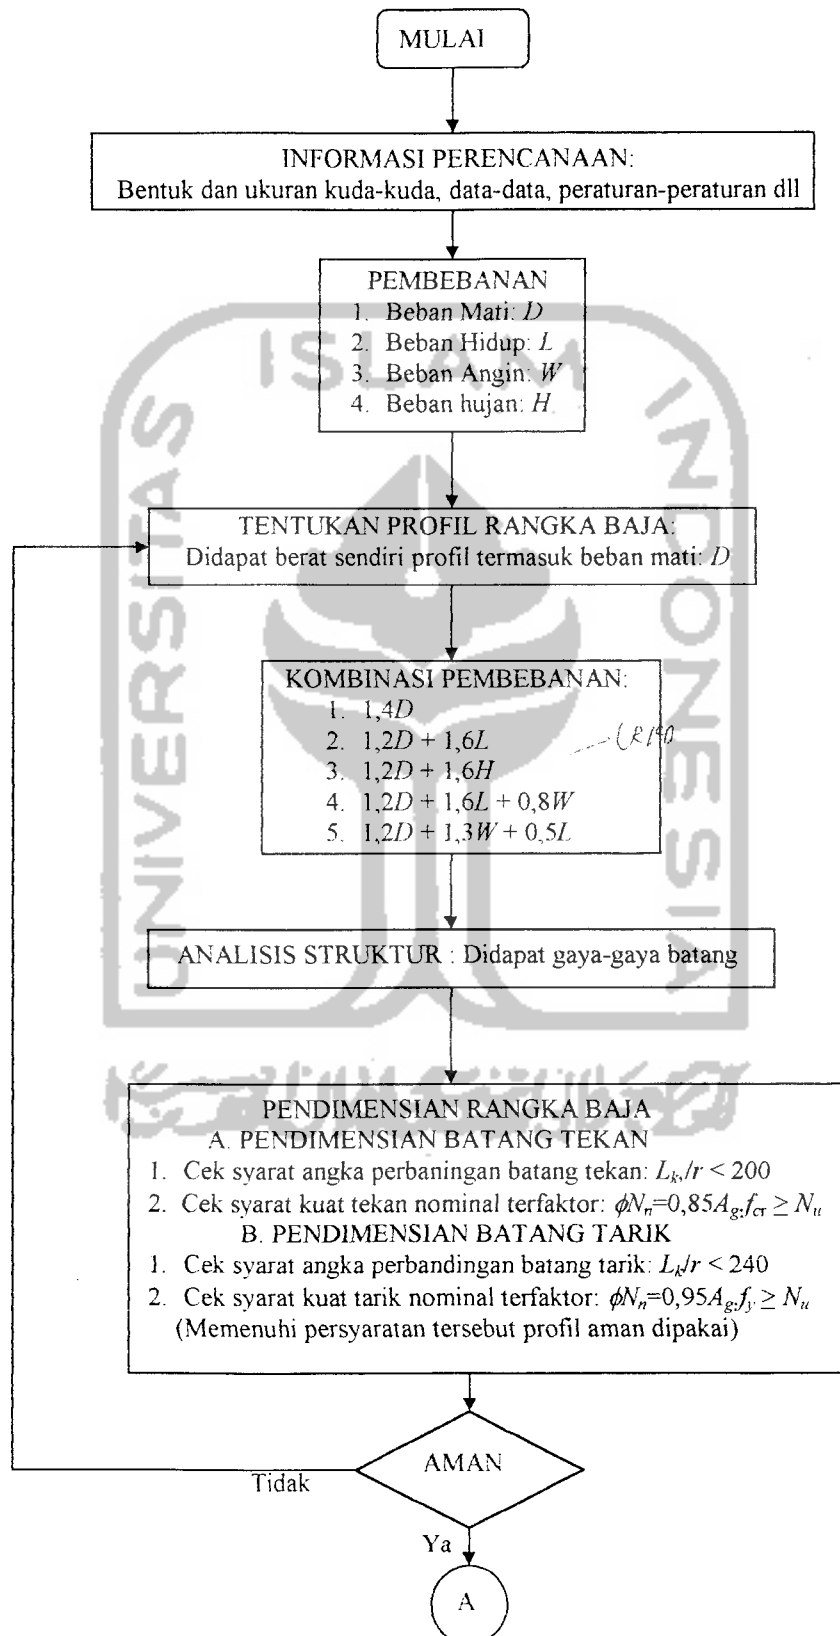 MULAI
INFORMASI PERENCANAAN:
Bentuk dan ukuran kuda-kuda, data-data, peraturan-peraturan dll
PEMBEBANAN
1. Beban Mati: D
2. Beban Hidup: L
3. Beban Angin: W
4. Beban hujan: H
ISLAM
UNIVERSITAS
INDONESIA
TENTUKAN PROFIL RANGKA BAJA:
Didapat berat sendiri profil termasuk beban mati: D
KOMBINASI PEMBEBANAN:
1. 1,4D
2. 1,2D + 1,6L
3. 1,2D + 1,6H
4. 1,2D + 1,6L + 0,8W
5. 1,2D + 1,3W + 0,5L
ANALISIS STRUKTUR : Didapat gaya-gaya batang
PENDIMENSIAN RANGKA BAJA
A. PENDIMENSIAN BATANG TEKAN
1. Cek syarat angka perbaningan batang tekan: Lk,/r < 200
2. Cek syarat kuat tekan nominal terfaktor: ϕNn=0,85Ag.fcr ≥ Nu
B. PENDIMENSIAN BATANG TARIK
1. Cek syarat angka perbandingan batang tarik: Lk/r < 240
2. Cek syarat kuat tarik nominal terfaktor: ϕNn=0,95Ag.fy ≥ Nu
(Memenuhi persyaratan tersebut profil aman dipakai)
AMAN
Tidak
Ya
A